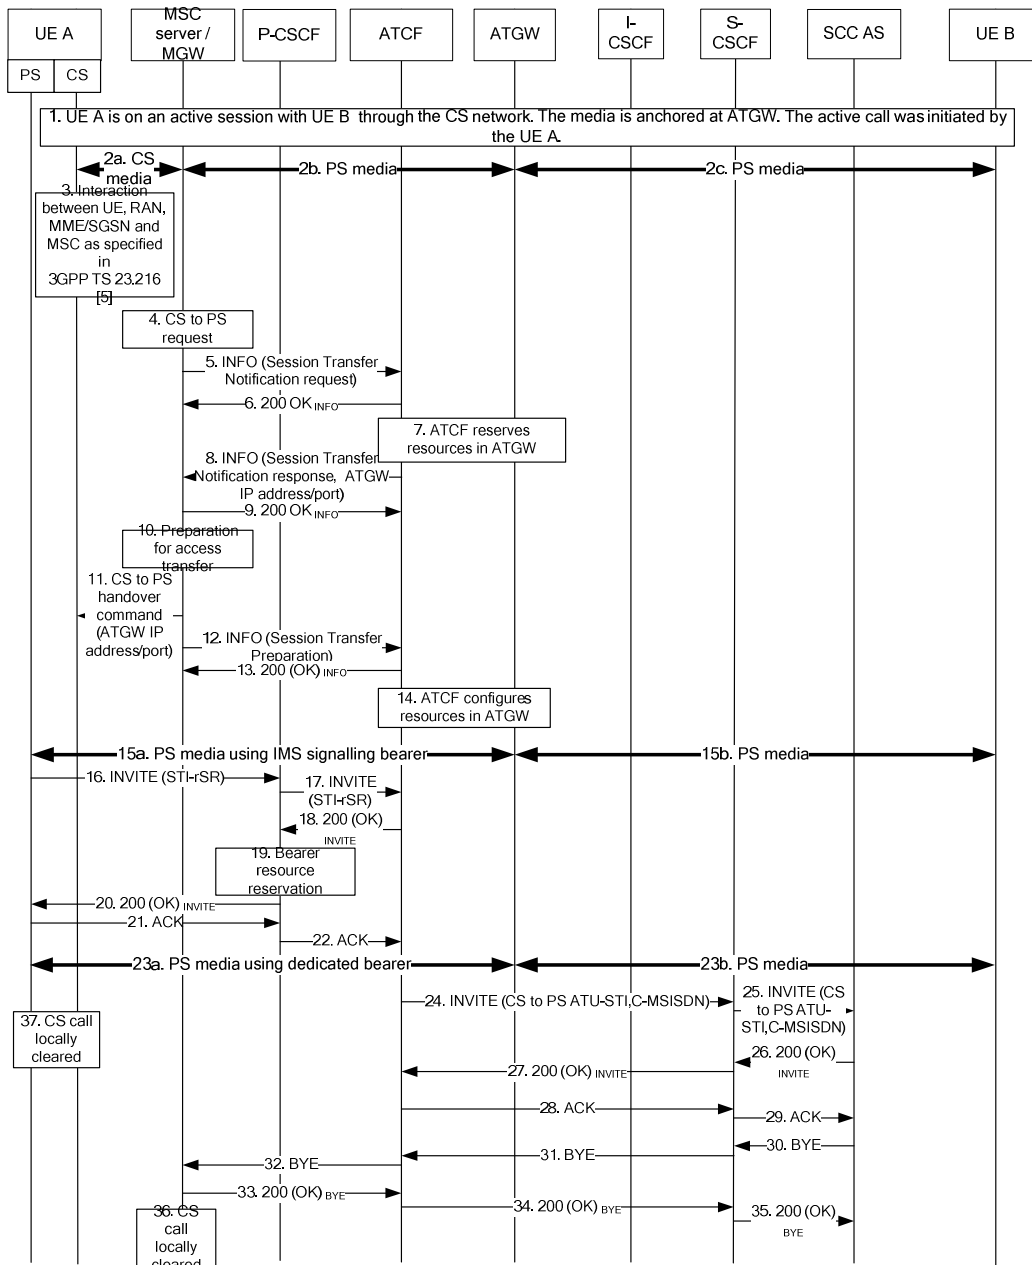 UE A
MSC
server /
MGW
P-CSCF
ATCF
ATGW
I-
CSCF
S-
CSCF
SCC AS
UE B
PS
CS
1. UE A is on an active session with UE B through the CS network. The media is anchored at ATGW. The active call was initiated by
the UE A.
2a. CS
media
2b. PS media
2c. PS media
3. Interaction
between UE, RAN,
MME/SGSN and
MSC as specified
in
3GPP TS 23.216
[5]
4. CS to PS
request
5. INFO (Session Transfer
Notification request)
6. 200 OK INFO
7. ATCF reserves
resources in ATGW
8. INFO (Session Transfer
Notification response, ATGW
IP address/port)
9. 200 OK INFO
10. Preparation
for access
transfer
11. CS to PS
handover
command
(ATGW IP
address/port)
12. INFO (Session Transfer
Preparation)
13. 200 (OK) INFO
14. ATCF configures
resources in ATGW
15a. PS media using IMS signalling bearer
15b. PS media
16. INVITE (STI-rSR)
17. INVITE
(STI-rSR)
18. 200 (OK)
INVITE
19. Bearer
resource
reservation
20. 200 (OK) INVITE
21. ACK
22. ACK
23a. PS media using dedicated bearer
23b. PS media
24. INVITE (CS to PS ATU-STI,C-MSISDN)
25. INVITE (CS
to PS ATU-
STI,C-MSISDN)
37. CS call
locally
cleared
26. 200 (OK)
INVITE
27. 200 (OK) INVITE
28. ACK
29. ACK
30. BYE
31. BYE
32. BYE
33. 200 (OK) BYE
34. 200 (OK) BYE
35. 200 (OK)
BYE
36. CS
call
locally
cleared